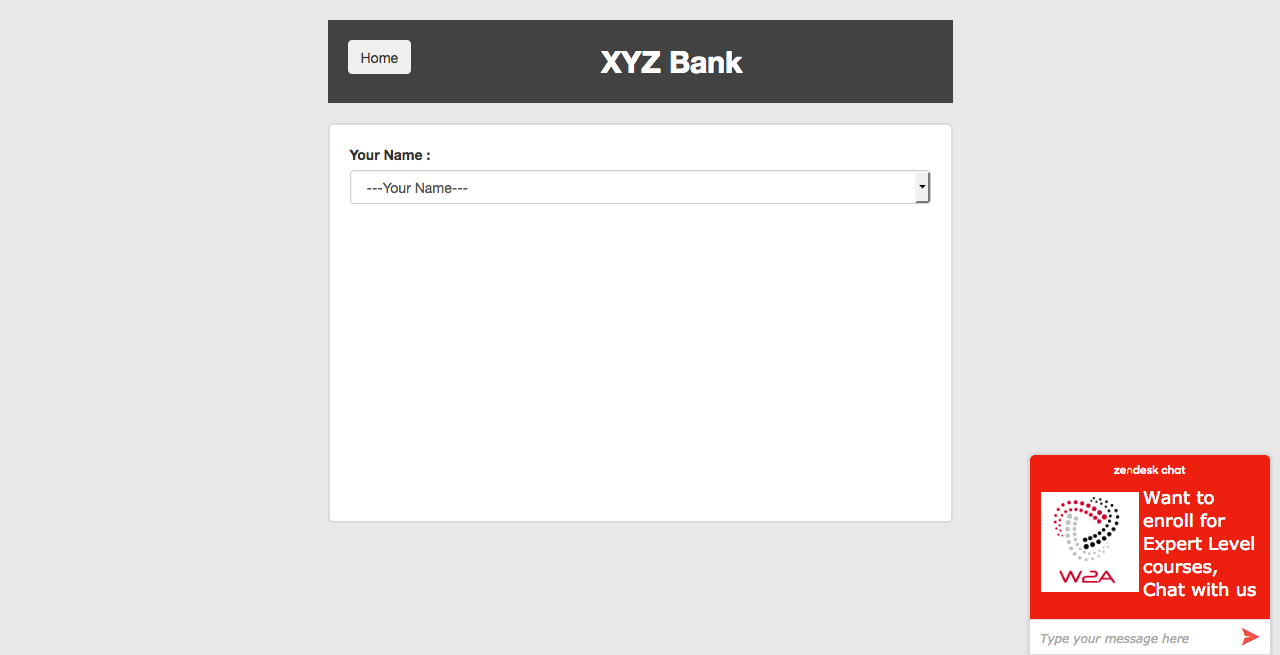 Home
XYZ Bank
Your Name :
---Your Name---
zendesk chat
W2A
Want to
enroll for
Expert Level
courses,
Chat with us
Type your message here